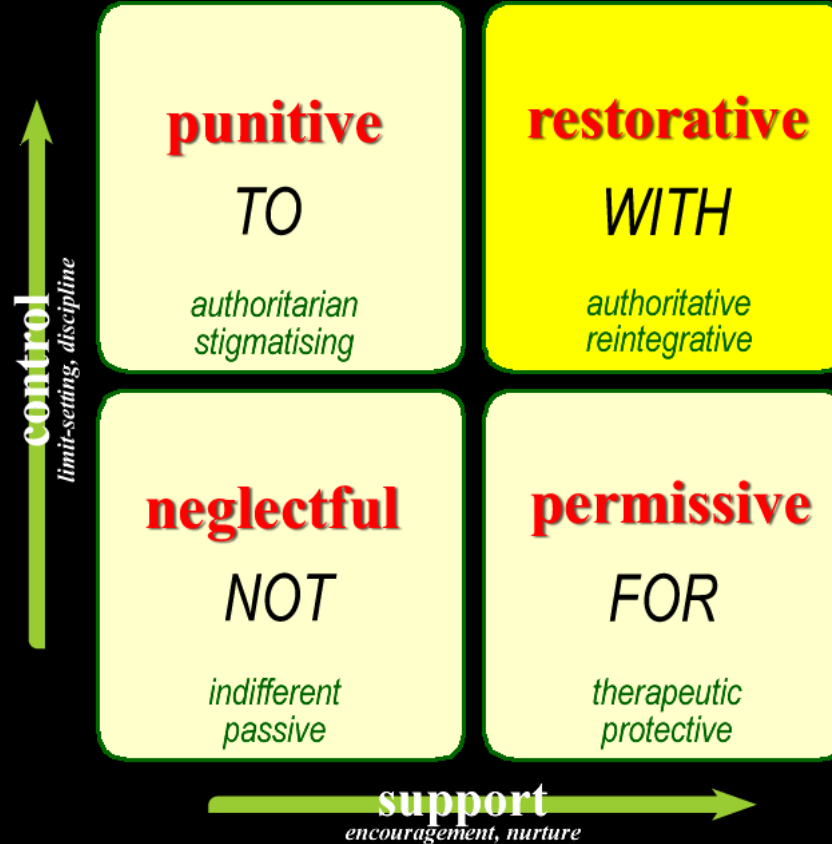 punitive
TO
authoritarian
stigmatising
restorative
WITH
authoritative
reintegrative
control
limit-setting, discipline
neglectful
NOT
indifferent
passive
permissive
FOR
therapeutic
protective
support
encouragement, nurture